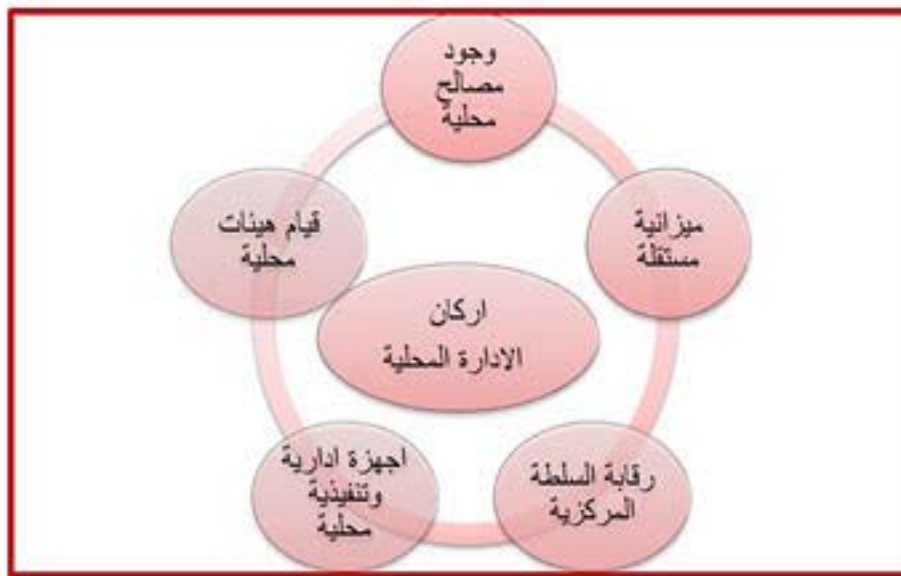 وجود
مصالح
محلية
ميزانية
مستقلة
قيام هيئات
محلية
اركان
الادارة المحلية
اجهزة ادارية
وتنفيذية
محلية
رقابة السلطة
المركزية